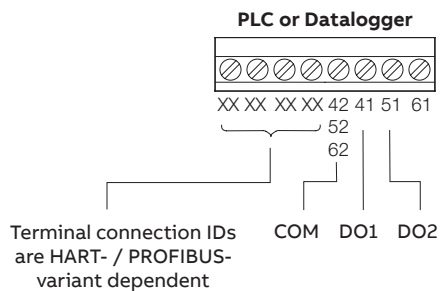 PLC or Datalogger
XX XX XX XX 42 41 51 61
52
62
Terminal connection IDs
are HART- / PROFIBUS-
variant dependent
COM DO1 DO2